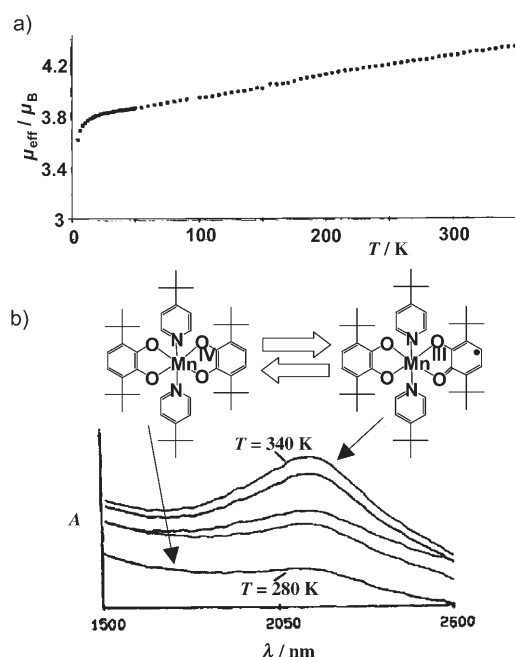 a)
4.2
3.8
3.4
3
μeff / μB
0 100 200 300
T / K
b)
N N
O O IV O O III
Mn Mn
O O O O
N N
T = 340 K
A
T = 280 K
1500 2050 2600
λ / nm